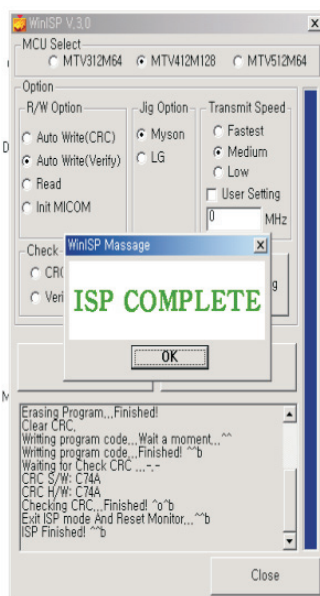 WinISP V,3,0
MCU Select
MTV312M64 MTV412M128 MTV512M64
Option
R/W Option
Jig Option
Transmit Speed
Auto Write(CRC)
Auto Write(Verify)
Read
Init MICOM
Myson
LG
Fastest
Medium
Low
User Setting
0 MHz
Check
CRC
Veri
g
WinISP Massage
ISP COMPLETE
OK
Erasing Program,,,Finished!
Clear CRC,
Writting program code,,,Wait a moment,,,^^
Writting program code,,,Finished! ^^b
Waiting for Check CRC ,,,-,-
CRC S/W: C74A
CRC H/W: C74A
Checking CRC,,,Finished! ^o^b
Exit ISP mode And Reset Monitor,,, ^^b
ISP Finished! ^^b
Close